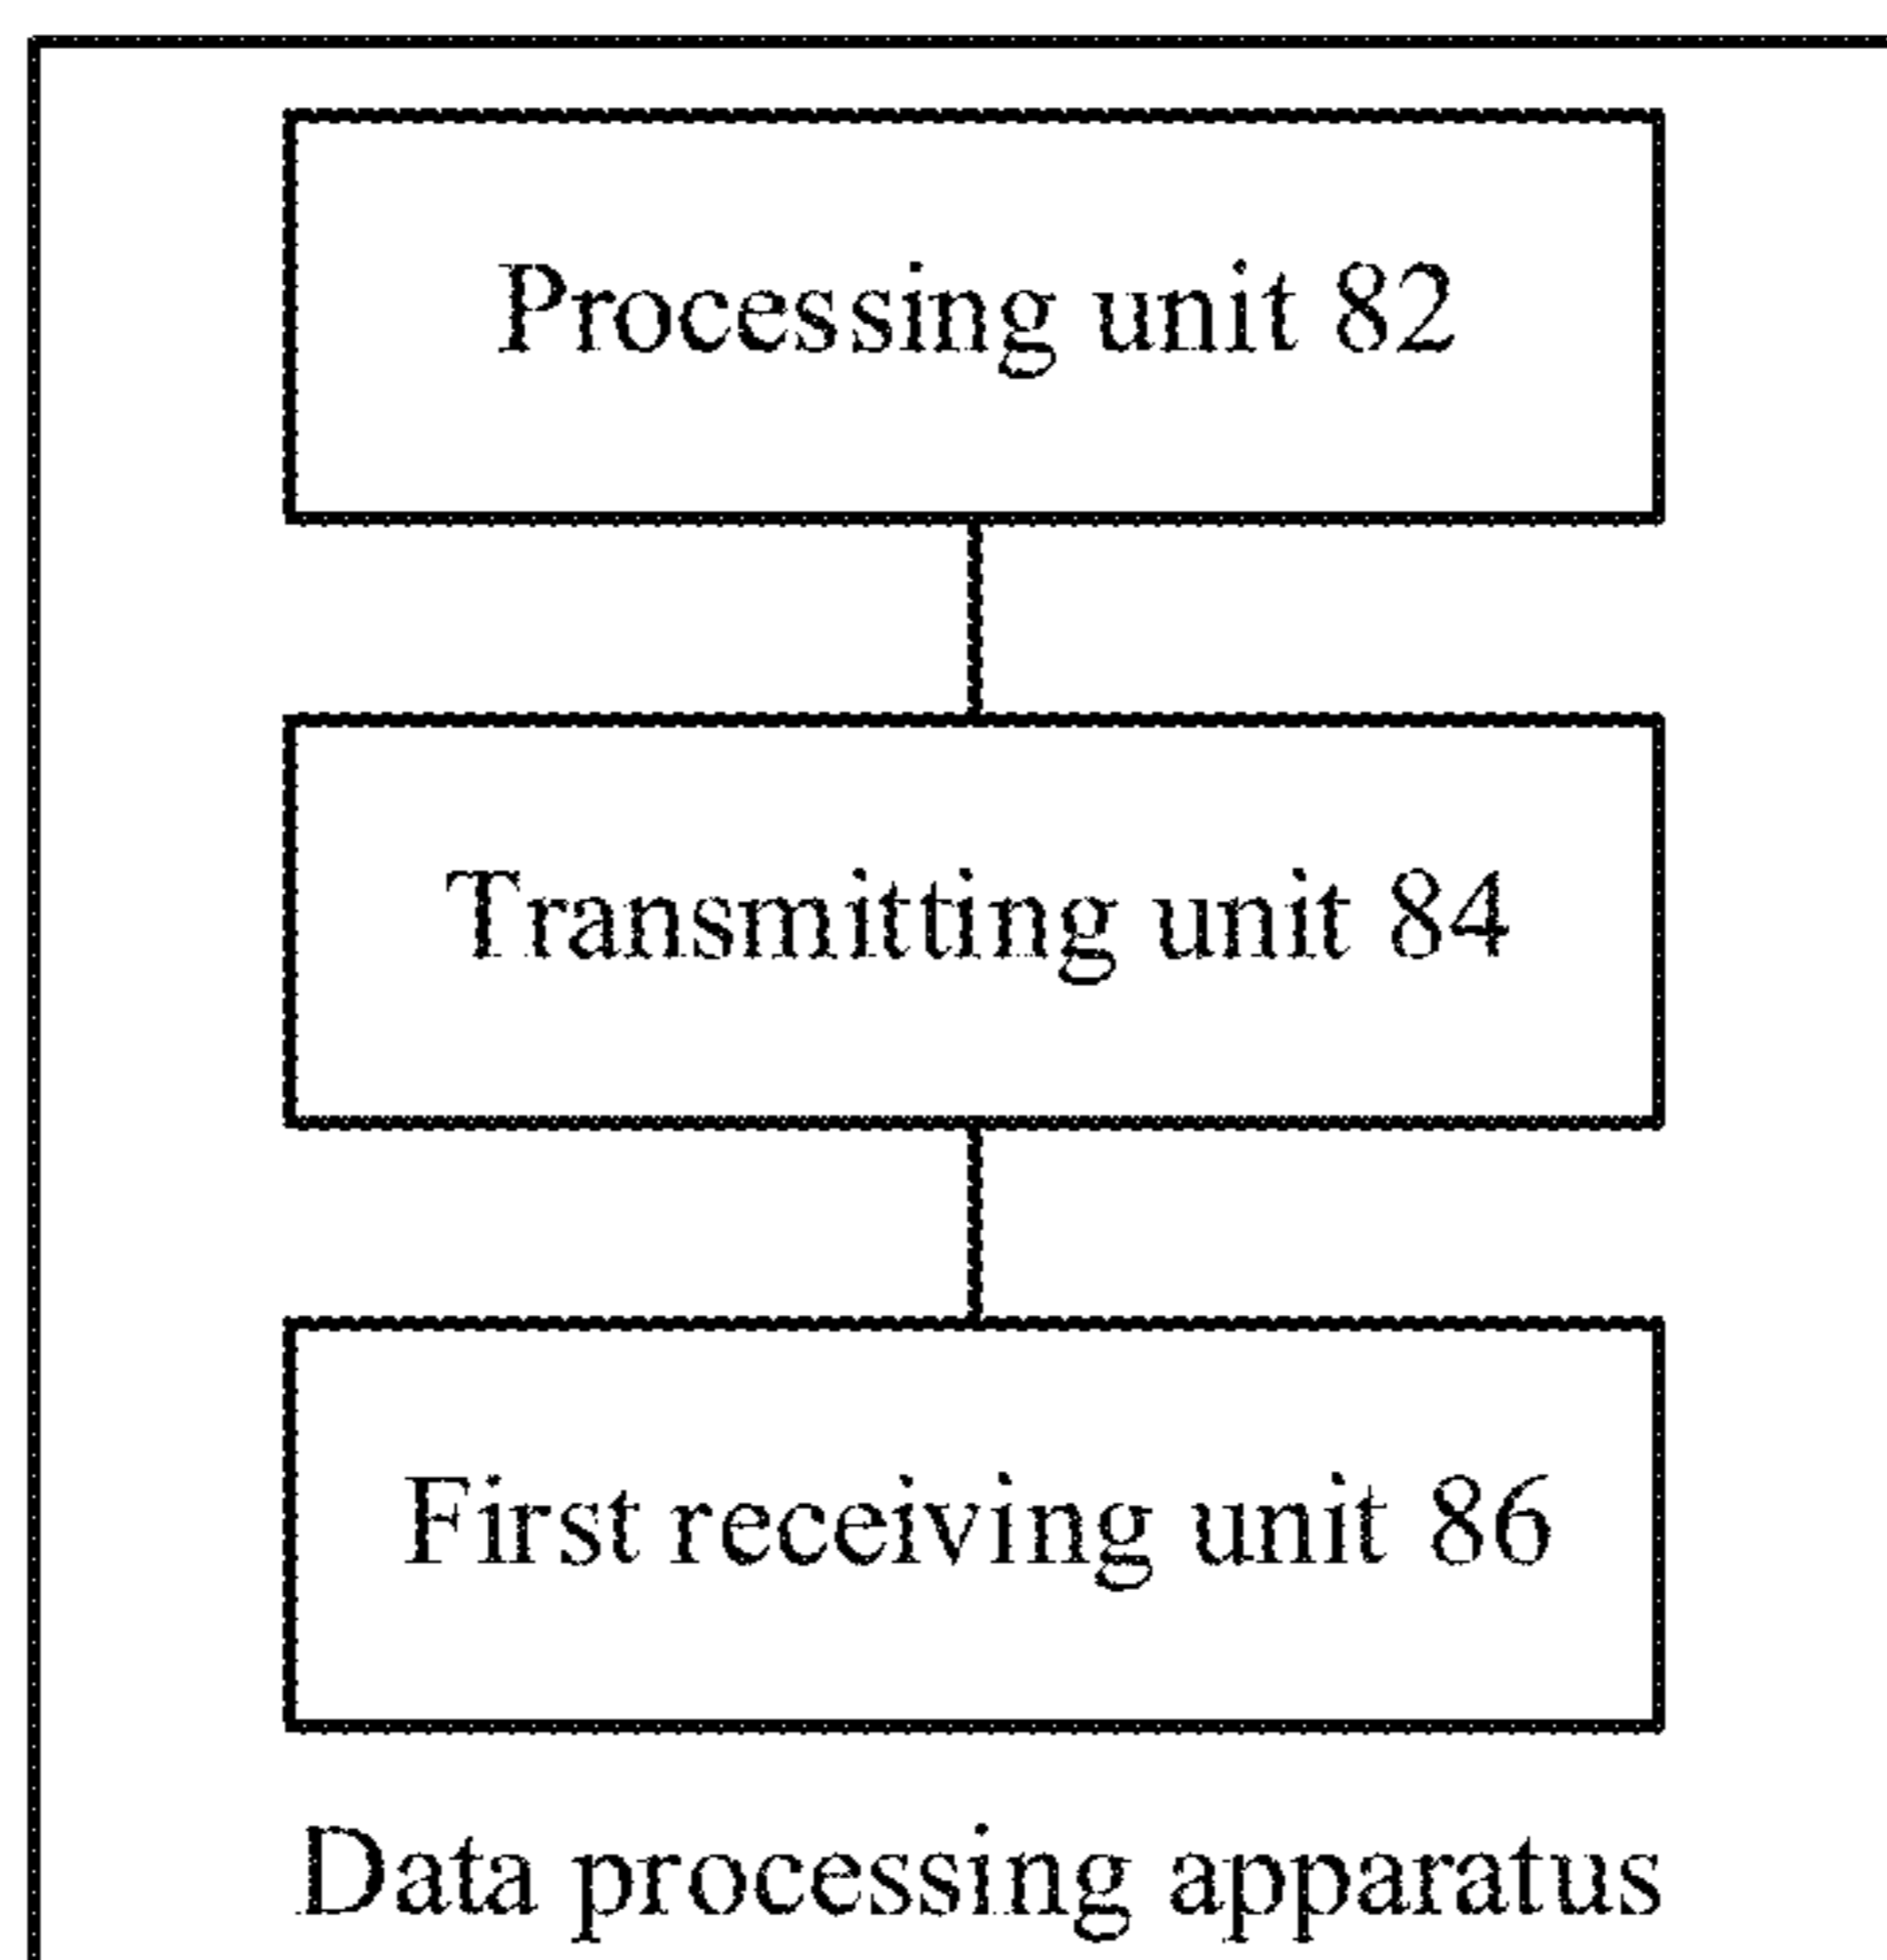 Processing unit 82
Transmitting unit 84
First receiving unit 86
Data processing apparatus